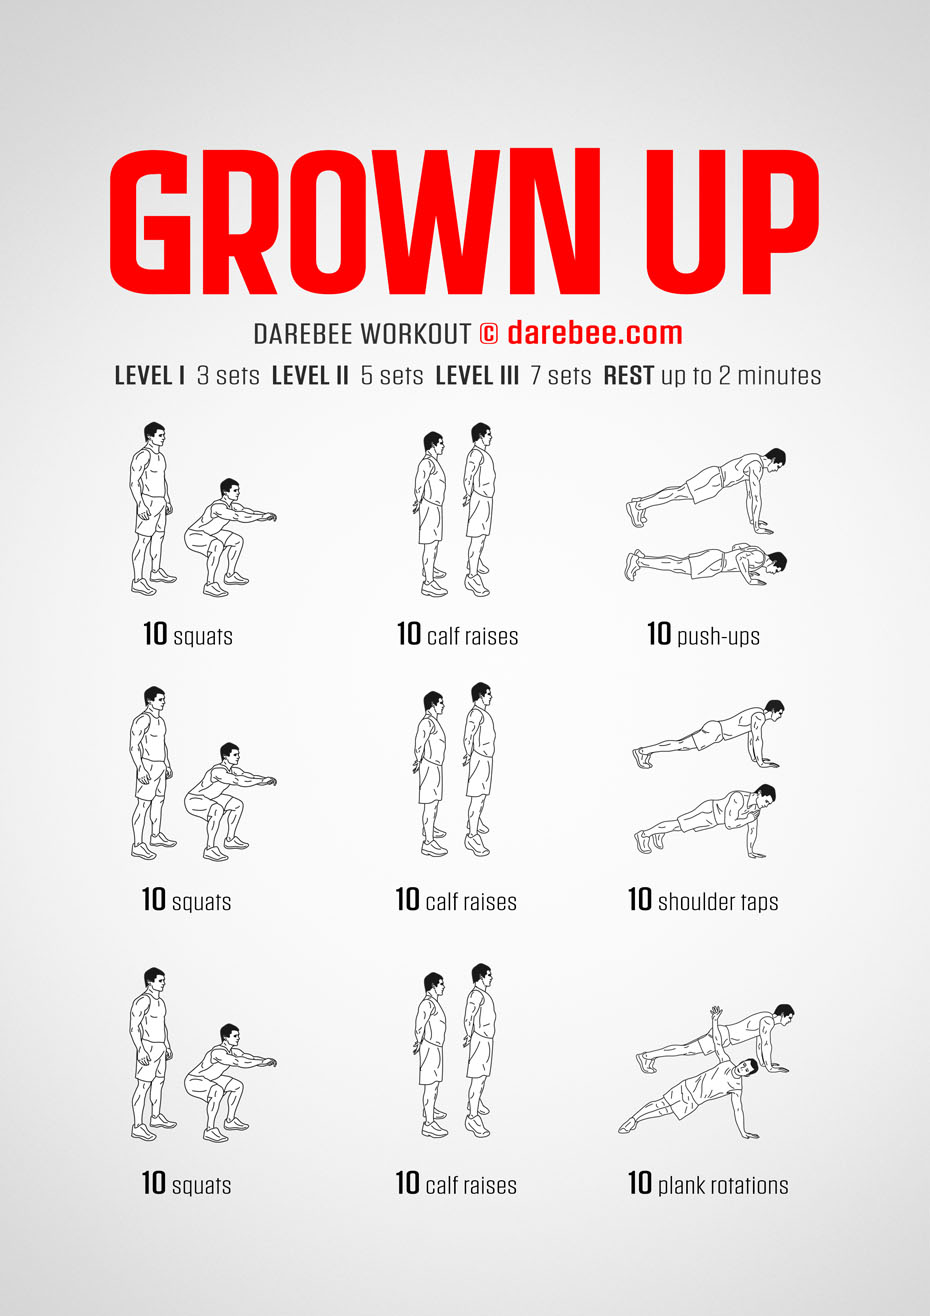 GROWN UP
DAREBEE WORKOUT © darebee.com
LEVEL I 3 sets LEVEL II 5 sets LEVEL III 7 sets REST up to 2 minutes
10 squats
10 calf raises
10 push-ups
10 squats
10 calf raises
10 shoulder taps
10 squats
10 calf raises
10 plank rotations